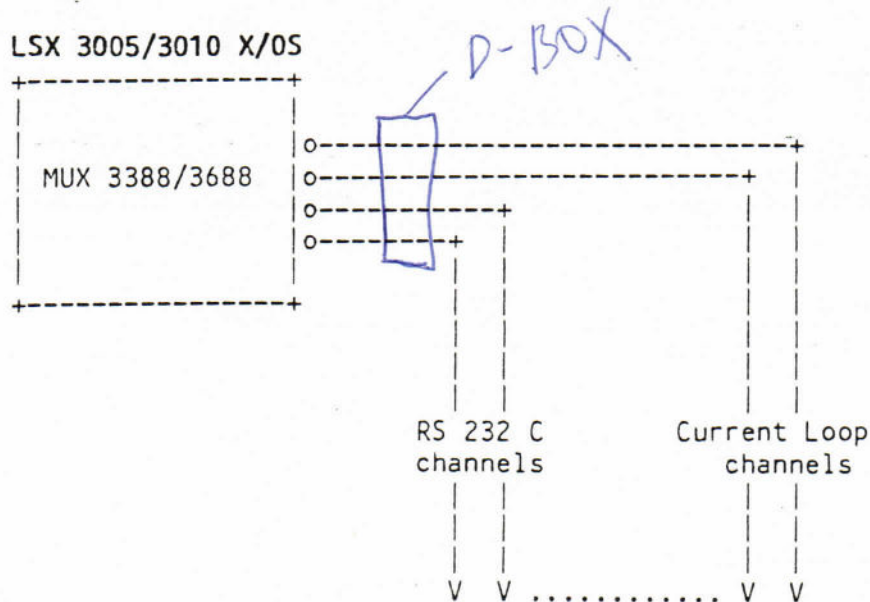 LSX 3005/3010 X/OS
D-BOX
MUX 3388/3688
RS 232 C
channels
Current Loop
channels
V V ............ V V